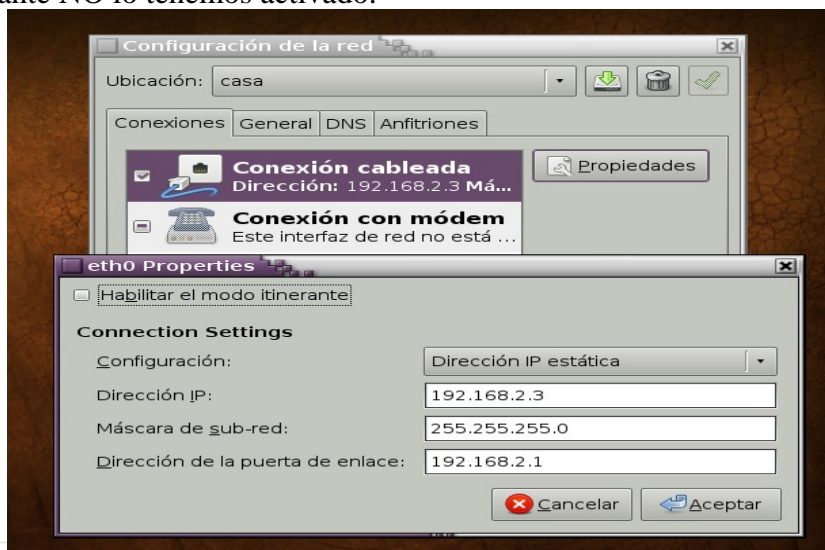 ante NO lo tenemos activado.
Configuración de la red
Ubicación: casa
Conexiones General DNS Anfitriones
Conexión cableada
Dirección: 192.168.2.3 Má...
Propiedades
Conexión con módem
Este interfaz de red no está ...
eth0 Properties
Habilitar el modo itinerante
Connection Settings
Configuración: Dirección IP estática
Dirección IP: 192.168.2.3
Máscara de sub-red: 255.255.255.0
Dirección de la puerta de enlace: 192.168.2.1
Cancelar Aceptar